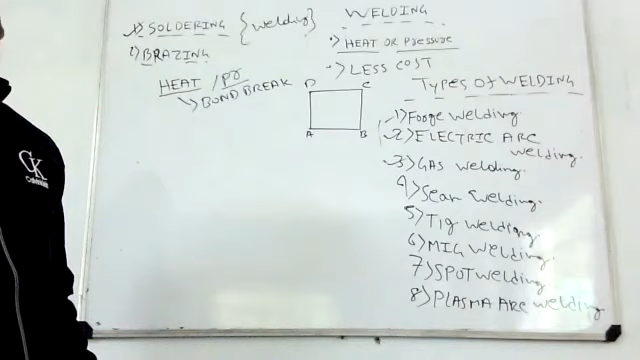 WELDING
1) SOLDERING { welding }
2) BRAZING
HEAT / Pr
BOND BREAK
HEAT OR Pressure
LESS COST
D C
A B
Types of WELDING
1) Forge welding.
2) ELECTRIC ARC
welding.
3) GAS welding.
4) Seam welding.
5) Tig welding
6) MIG welding.
7) SPOT welding
8) PLASMA ARC welding
CK